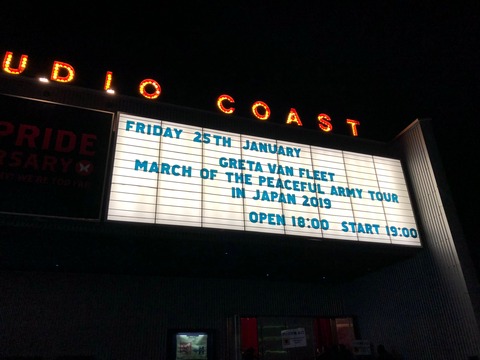 UDIO COAST
PRIDE
RSARY
FRIDAY 25TH JANUARY
GRETA VAN FLEET
MARCH OF THE PEACEFUL ARMY TOUR
IN JAPAN 2019
OPEN 18:00 START 19:00